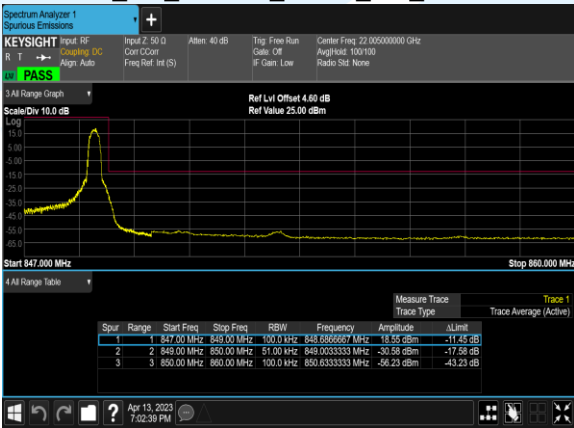 Spectrum Analyzer 1
Spurious Emissions
+
KEYSIGHT Input: RF Input Z: 50 Ω Atten: 40 dB Trig: Free Run Center Freq: 22.005000000 GHz
R T Coupling: DC Corr CCorr Gate: Off Avg|Hold: 100/100
Align: Auto Freq Ref: Int (S) IF Gain: Low Radio Std: None
PASS
3 All Range Graph
Ref Lvl Offset 4.60 dB
Scale/Div 10.0 dB Ref Value 25.00 dBm
Log
15.0
5.00
-5.00
-15.0
-25.0
-35.0
-45.0
-55.0
-65.0
Start 847.000 MHz Stop 860.000 MHz
4 All Range Table
Measure Trace Trace 1
Trace Type Trace Average (Active)
Spur Range Start Freq Stop Freq RBW Frequency Amplitude ΔLimit
1 1 847.00 MHz 849.00 MHz 100.0 kHz 848.6866667 MHz 18.55 dBm -11.45 dB
2 2 849.00 MHz 850.00 MHz 51.00 kHz 849.0033333 MHz -30.58 dBm -17.58 dB
3 3 850.00 MHz 860.00 MHz 100.0 kHz 850.6333333 MHz -56.23 dBm -43.23 dB
? Apr 13, 2023
7:02:39 PM